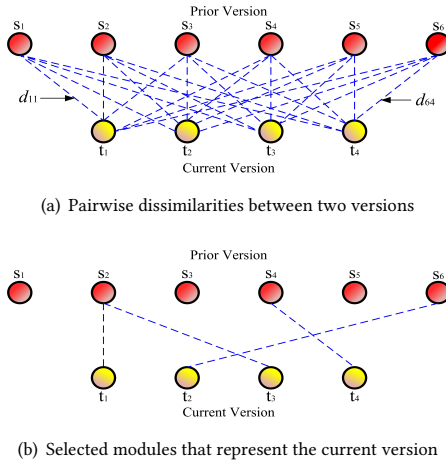 Prior Version
s1 s2 s3 s4 s5 s6
d11 d64
t1 t2 t3 t4
Current Version
(a) Pairwise dissimilarities between two versions
Prior Version
s1 s2 s3 s4 s5 s6
t1 t2 t3 t4
Current Version
(b) Selected modules that represent the current version